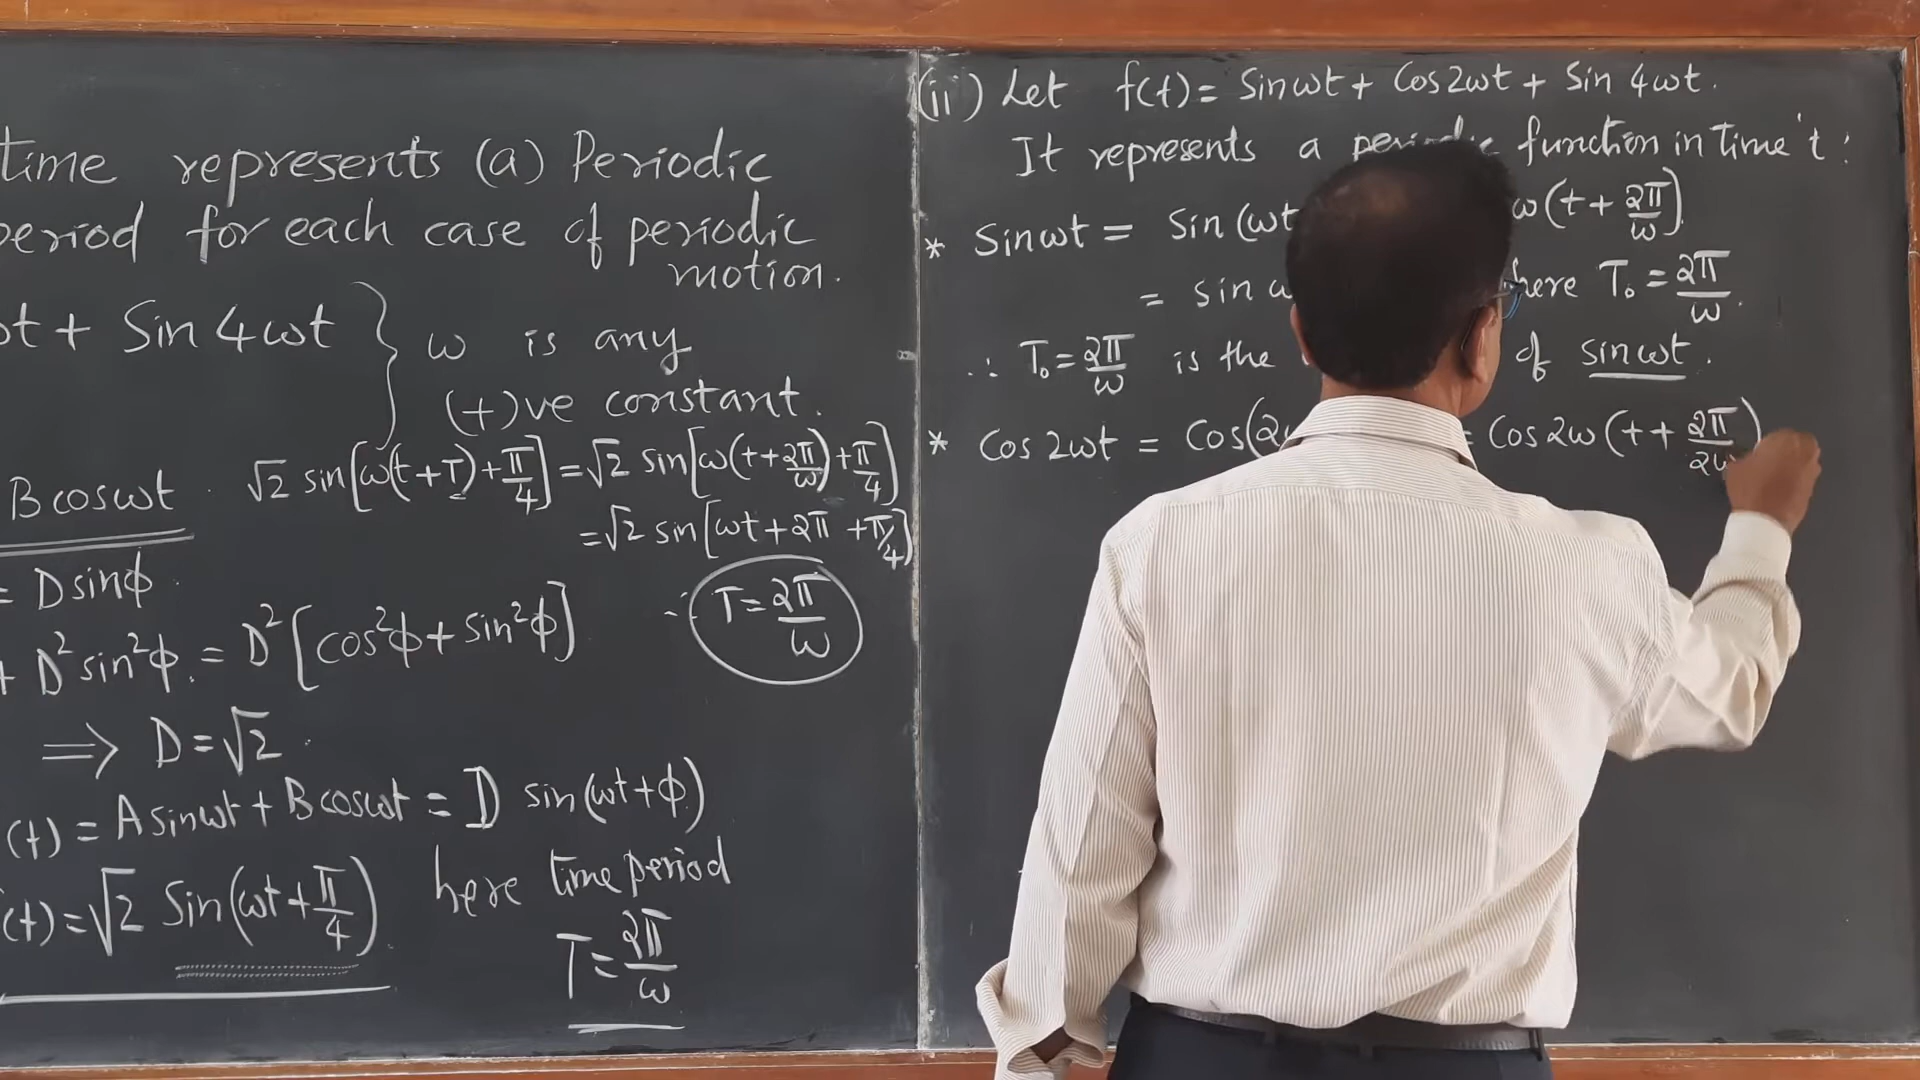 time represents (a) Periodic
period for each case of periodic
motion.
ωt + Sin 4ωt } ω is any
(+)ve constant.
B cosωt . √2 sin[ω(t+T)+π/4] = √2 sin[ω(t+2π/ω)+π/4]
= √2 sin[ωt+2π+π/4]
= D sinφ.
∴ T=2π/ω
+ D² sin²φ. = D² [cos²φ + sin²φ]
⇒ D=√2.
(t) = A sinωt + B cosωt = D sin(ωt+φ)
(t) = √2 Sin(ωt+π/4) here time period
T=2π/ω
(ii) Let f(t) = Sinωt + Cos2ωt + Sin 4ωt.
It represents a periodic function in time 't'.
* Sinωt = Sin(ωt ω(t+2π/ω)
= sin ω here T₀ = 2π/ω.
∴ T₀=2π/ω is the of sinωt.
* Cos 2ωt = Cos(2ω = Cos 2ω(t+2π/2ω)